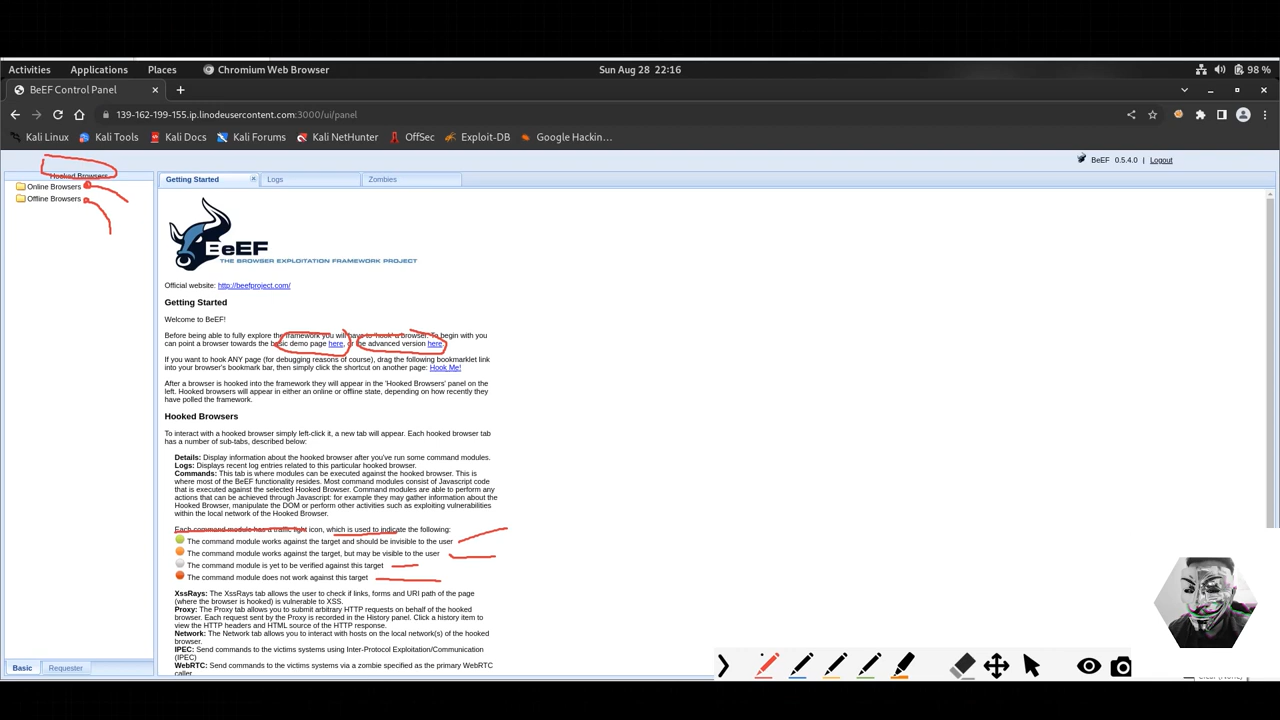 Activities Applications Places Chromium Web Browser Sun Aug 28 22:16 98 %
BeEF Control Panel
139-162-199-155.ip.linodeusercontent.com:3000/ui/panel
Kali Linux Kali Tools Kali Docs Kali Forums Kali NetHunter OffSec Exploit-DB Google Hackin…
BeEF 0.5.4.0 | Logout
Hooked Browsers
Online Browsers
Offline Browsers
Getting Started Logs Zombies
BeEF
THE BROWSER EXPLOITATION FRAMEWORK PROJECT
Official website: http://beefproject.com/
Getting Started
Welcome to BeEF!
Before being able to fully explore the framework you will have to 'hook' a browser. To begin with you
can point a browser towards the basic demo page here, or the advanced version here.
If you want to hook ANY page (for debugging reasons of course), drag the following bookmarklet link
into your browser's bookmark bar, then simply click the shortcut on another page: Hook Me!
After a browser is hooked into the framework they will appear in the 'Hooked Browsers' panel on the
left. Hooked browsers will appear in either an online or offline state, depending on how recently they
have polled the framework.
Hooked Browsers
To interact with a hooked browser simply left-click it, a new tab will appear. Each hooked browser tab
has a number of sub-tabs, described below:
Details: Display information about the hooked browser after you've run some command modules.
Logs: Displays recent log entries related to this particular hooked browser.
Commands: This tab is where modules can be executed against the hooked browser. This is
where most of the BeEF functionality resides. Most command modules consist of Javascript code
that is executed against the selected Hooked Browser. Command modules are able to perform any
actions that can be achieved through Javascript: for example they may gather information about the
Hooked Browser, manipulate the DOM or perform other activities such as exploiting vulnerabilities
within the local network of the Hooked Browser.
Each command module has a traffic light icon, which is used to indicate the following:
The command module works against the target and should be invisible to the user
The command module works against the target, but may be visible to the user
The command module is yet to be verified against this target
The command module does not work against this target
XssRays: The XssRays tab allows the user to check if links, forms and URI path of the page
(where the browser is hooked) is vulnerable to XSS.
Proxy: The Proxy tab allows you to submit arbitrary HTTP requests on behalf of the hooked
browser. Each request sent by the Proxy is recorded in the History panel. Click a history item to
view the HTTP headers and HTML source of the HTTP response.
Network: The Network tab allows you to interact with hosts on the local network(s) of the hooked
browser.
IPEC: Send commands to the victims systems using Inter-Protocol Exploitation/Communication
(IPEC)
WebRTC: Send commands to the victims systems via a zombie specified as the primary WebRTC
caller.
Basic Requester